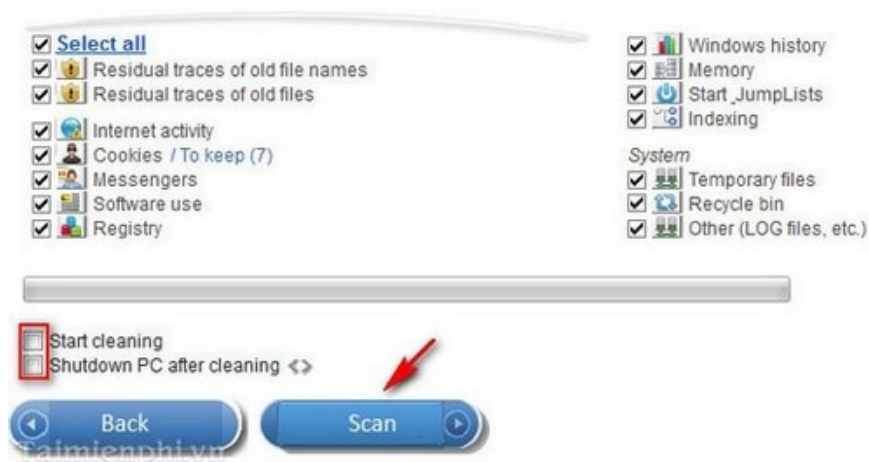 Select all
Residual traces of old file names
Residual traces of old files
Internet activity
Cookies / To keep (7)
Messengers
Software use
Registry
Windows history
Memory
Start ,JumpLists
Indexing
System
Temporary files
Recycle bin
Other (LOG files, etc.)
Start cleaning
Shutdown PC after cleaning <>
Back
Scan
Taimienphi.vn